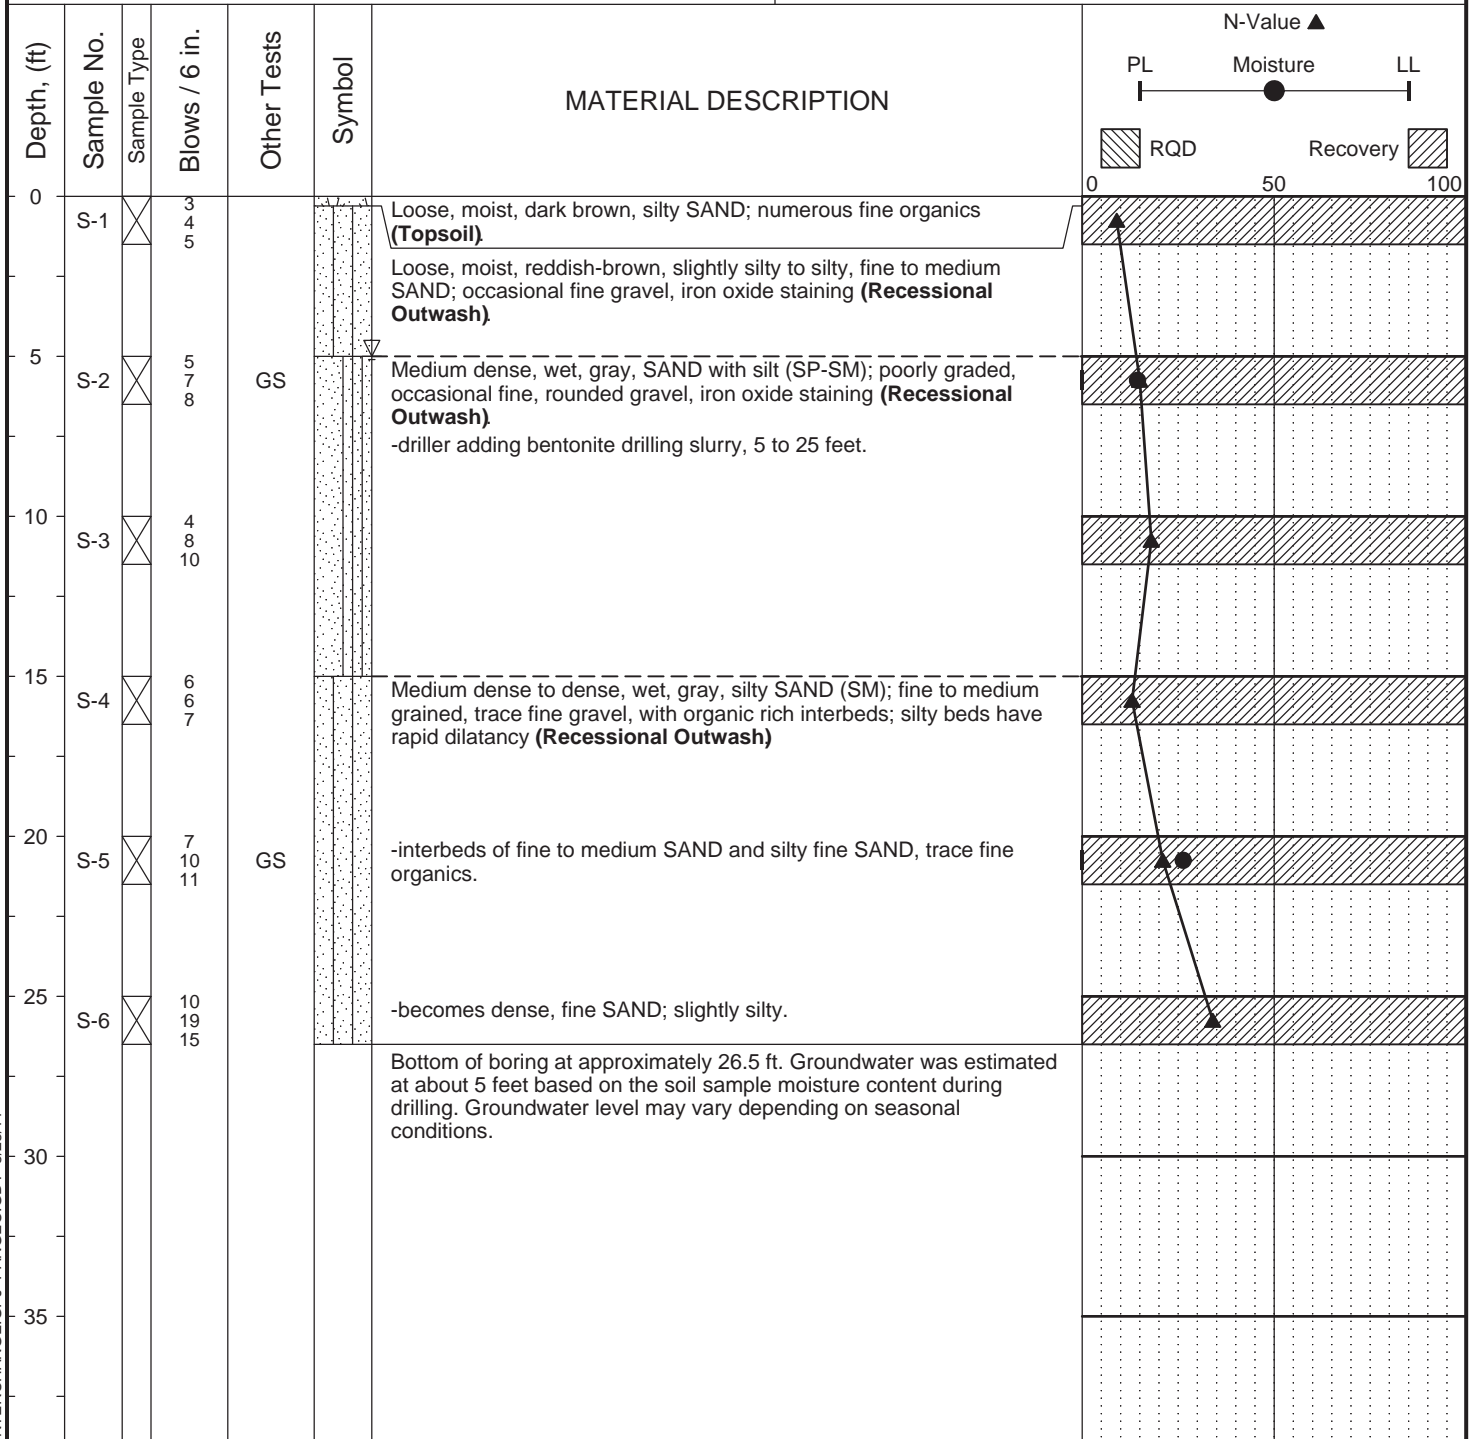 Depth, (ft)
Sample No.
Sample Type
Blows / 6 in.
Other Tests
Symbol
MATERIAL DESCRIPTION
N-Value
PL Moisture LL
RQD Recovery
0 50 100
0
S-1
3
4
5
Loose, moist, dark brown, silty SAND; numerous fine organics
(Topsoil).
Loose, moist, reddish-brown, slightly silty to silty, fine to medium
SAND; occasional fine gravel, iron oxide staining (Recessional
Outwash).
5
S-2
5
7
8
GS
Medium dense, wet, gray, SAND with silt (SP-SM); poorly graded,
occasional fine, rounded gravel, iron oxide staining (Recessional
Outwash).
-driller adding bentonite drilling slurry, 5 to 25 feet.
10
S-3
4
8
10
15
S-4
6
6
7
Medium dense to dense, wet, gray, silty SAND (SM); fine to medium
grained, trace fine gravel, with organic rich interbeds; silty beds have
rapid dilatancy (Recessional Outwash)
20
S-5
7
10
11
GS
-interbeds of fine to medium SAND and silty fine SAND, trace fine
organics.
25
S-6
10
19
15
-becomes dense, fine SAND; slightly silty.
Bottom of boring at approximately 26.5 ft. Groundwater was estimated
at about 5 feet based on the soil sample moisture content during
drilling. Groundwater level may vary depending on seasonal
conditions.
30
35